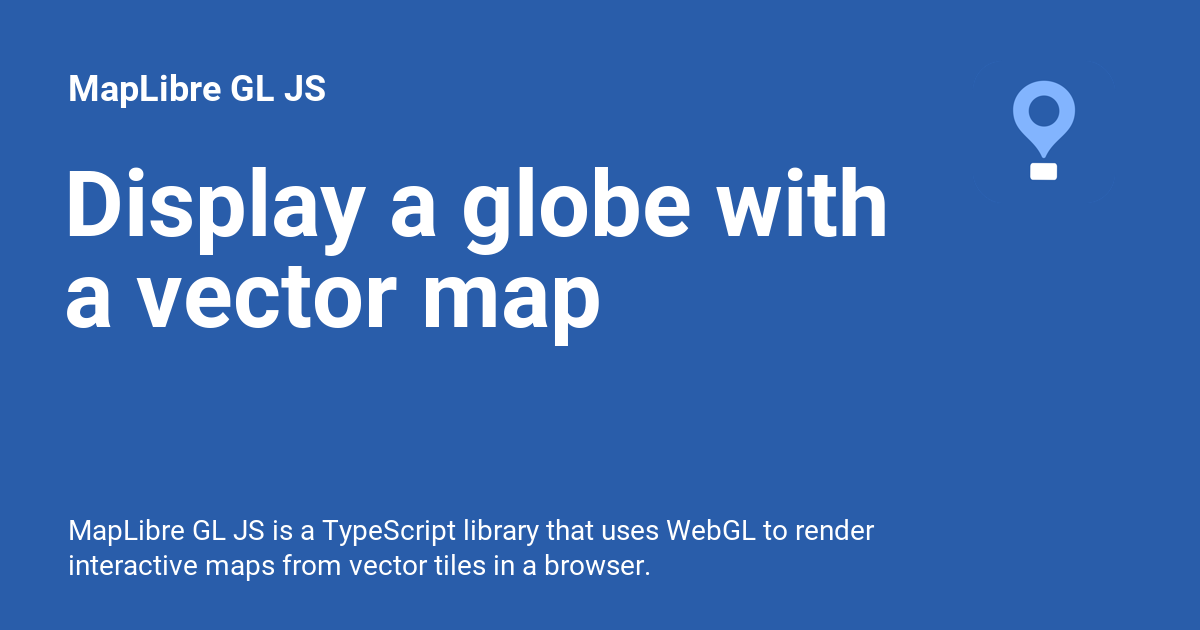 MapLibre GL JS
Display a globe with
a vector map
MapLibre GL JS is a TypeScript library that uses WebGL to render
interactive maps from vector tiles in a browser.